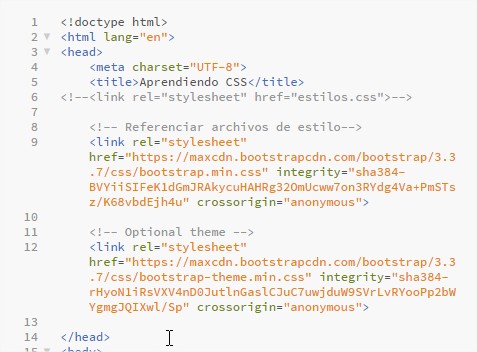 1 <!doctype html>
2 <html lang="en">
3 <head>
4 <meta charset="UTF-8">
5 <title>Aprendiendo CSS</title>
6 <!--<link rel="stylesheet" href="estilos.css">-->
7
8 <!-- Referenciar archivos de estilo-->
9 <link rel="stylesheet"
href="https://maxcdn.bootstrapcdn.com/bootstrap/3.3
.7/css/bootstrap.min.css" integrity="sha384-
BVYiiSIFeK1dGmJRAkycuHAHRg32OmUcww7on3RYdg4Va+PmSTs
z/K68vbdEjh4u" crossorigin="anonymous">
10
11 <!-- Optional theme -->
12 <link rel="stylesheet"
href="https://maxcdn.bootstrapcdn.com/bootstrap/3.3
.7/css/bootstrap-theme.min.css" integrity="sha384-
rHyoN1iRsVXV4nD0JutlnGaslCJuC7uwjduW9SVrLvRYooPp2bW
YgmgJQIXwl/Sp" crossorigin="anonymous">
13
14 </head>
15 <body>